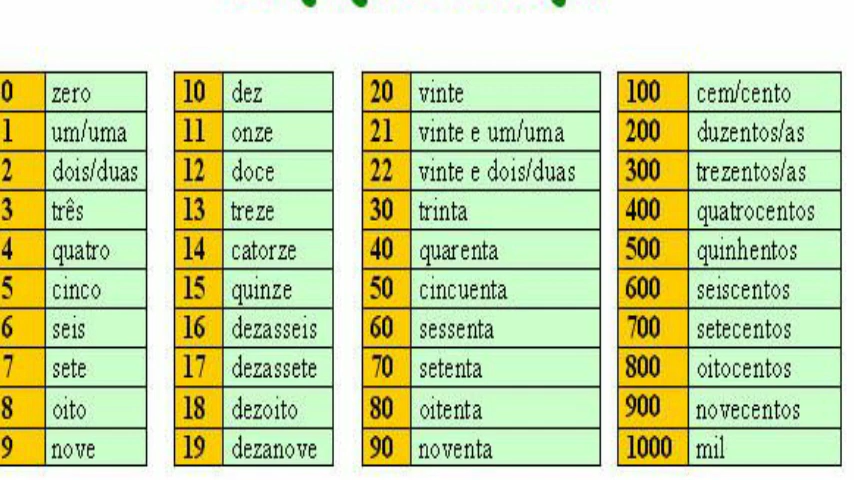 0 zero 10 dez 20 vinte 100 cem/cento
1 um/uma 11 onze 21 vinte e um/uma 200 duzentos/as
2 dois/duas 12 doce 22 vinte e dois/duas 300 trezentos/as
3 três 13 treze 30 trinta 400 quatrocentos
4 quatro 14 catorze 40 quarenta 500 quinhentos
5 cinco 15 quinze 50 cincuenta 600 seiscentos
6 seis 16 dezasseis 60 sessenta 700 setecentos
7 sete 17 dezassete 70 setenta 800 oitocentos
8 oito 18 dezoito 80 oitenta 900 novecentos
9 nove 19 dezanove 90 noventa 1000 mil